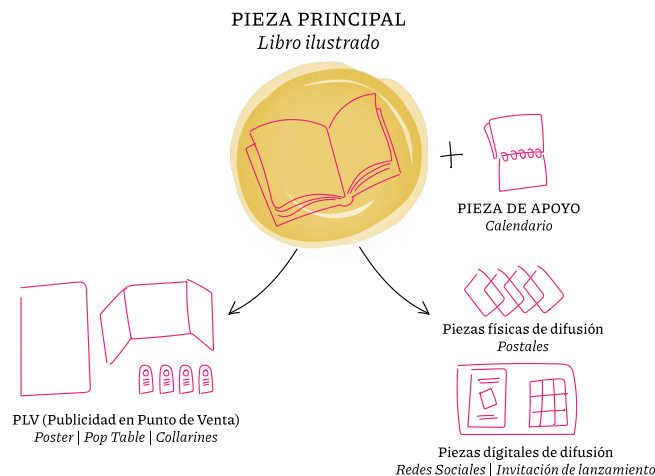 PIEZA PRINCIPAL
Libro ilustrado
PIEZA DE APOYO
Calendario
Piezas físicas de difusión
Postales
PLV (Publicidad en Punto de Venta)
Poster | Pop Table | Collarines
Piezas dígitales de difusión
Redes Sociales | Invitación de lanzamiento